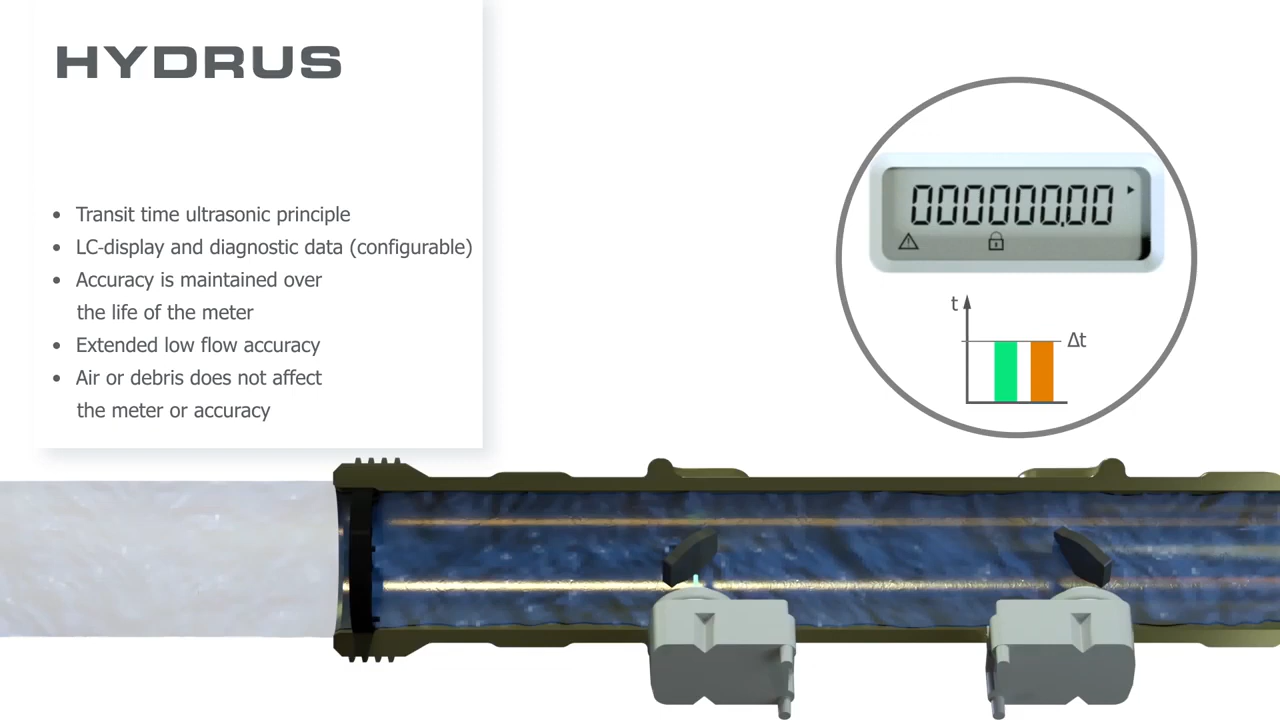 HYDRUS
• Transit time ultrasonic principle
• LC-display and diagnostic data (configurable)
• Accuracy is maintained over
the life of the meter
• Extended low flow accuracy
• Air or debris does not affect
the meter or accuracy
000000,00
t
Δt